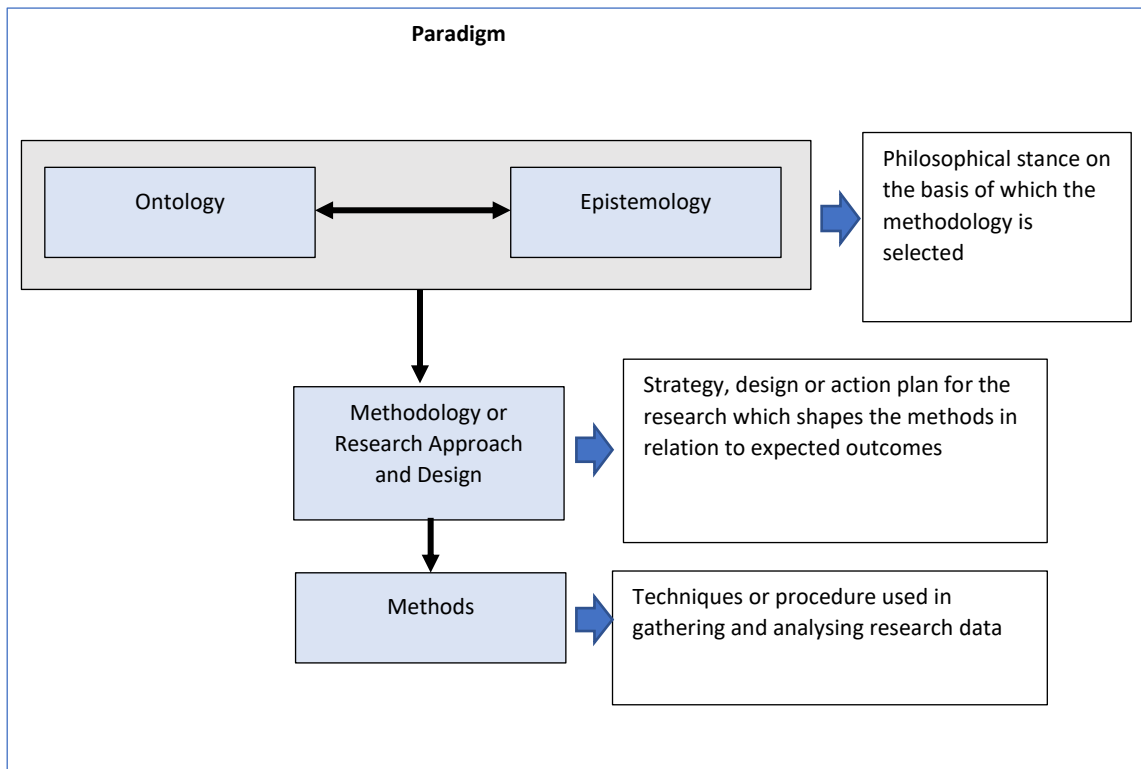 Paradigm
Ontology
Epistemology
Philosophical stance on
the basis of which the
methodology is
selected
Methodology or
Research Approach
and Design
Strategy, design or action plan for the
research which shapes the methods in
relation to expected outcomes
Methods
Techniques or procedure used in
gathering and analysing research data